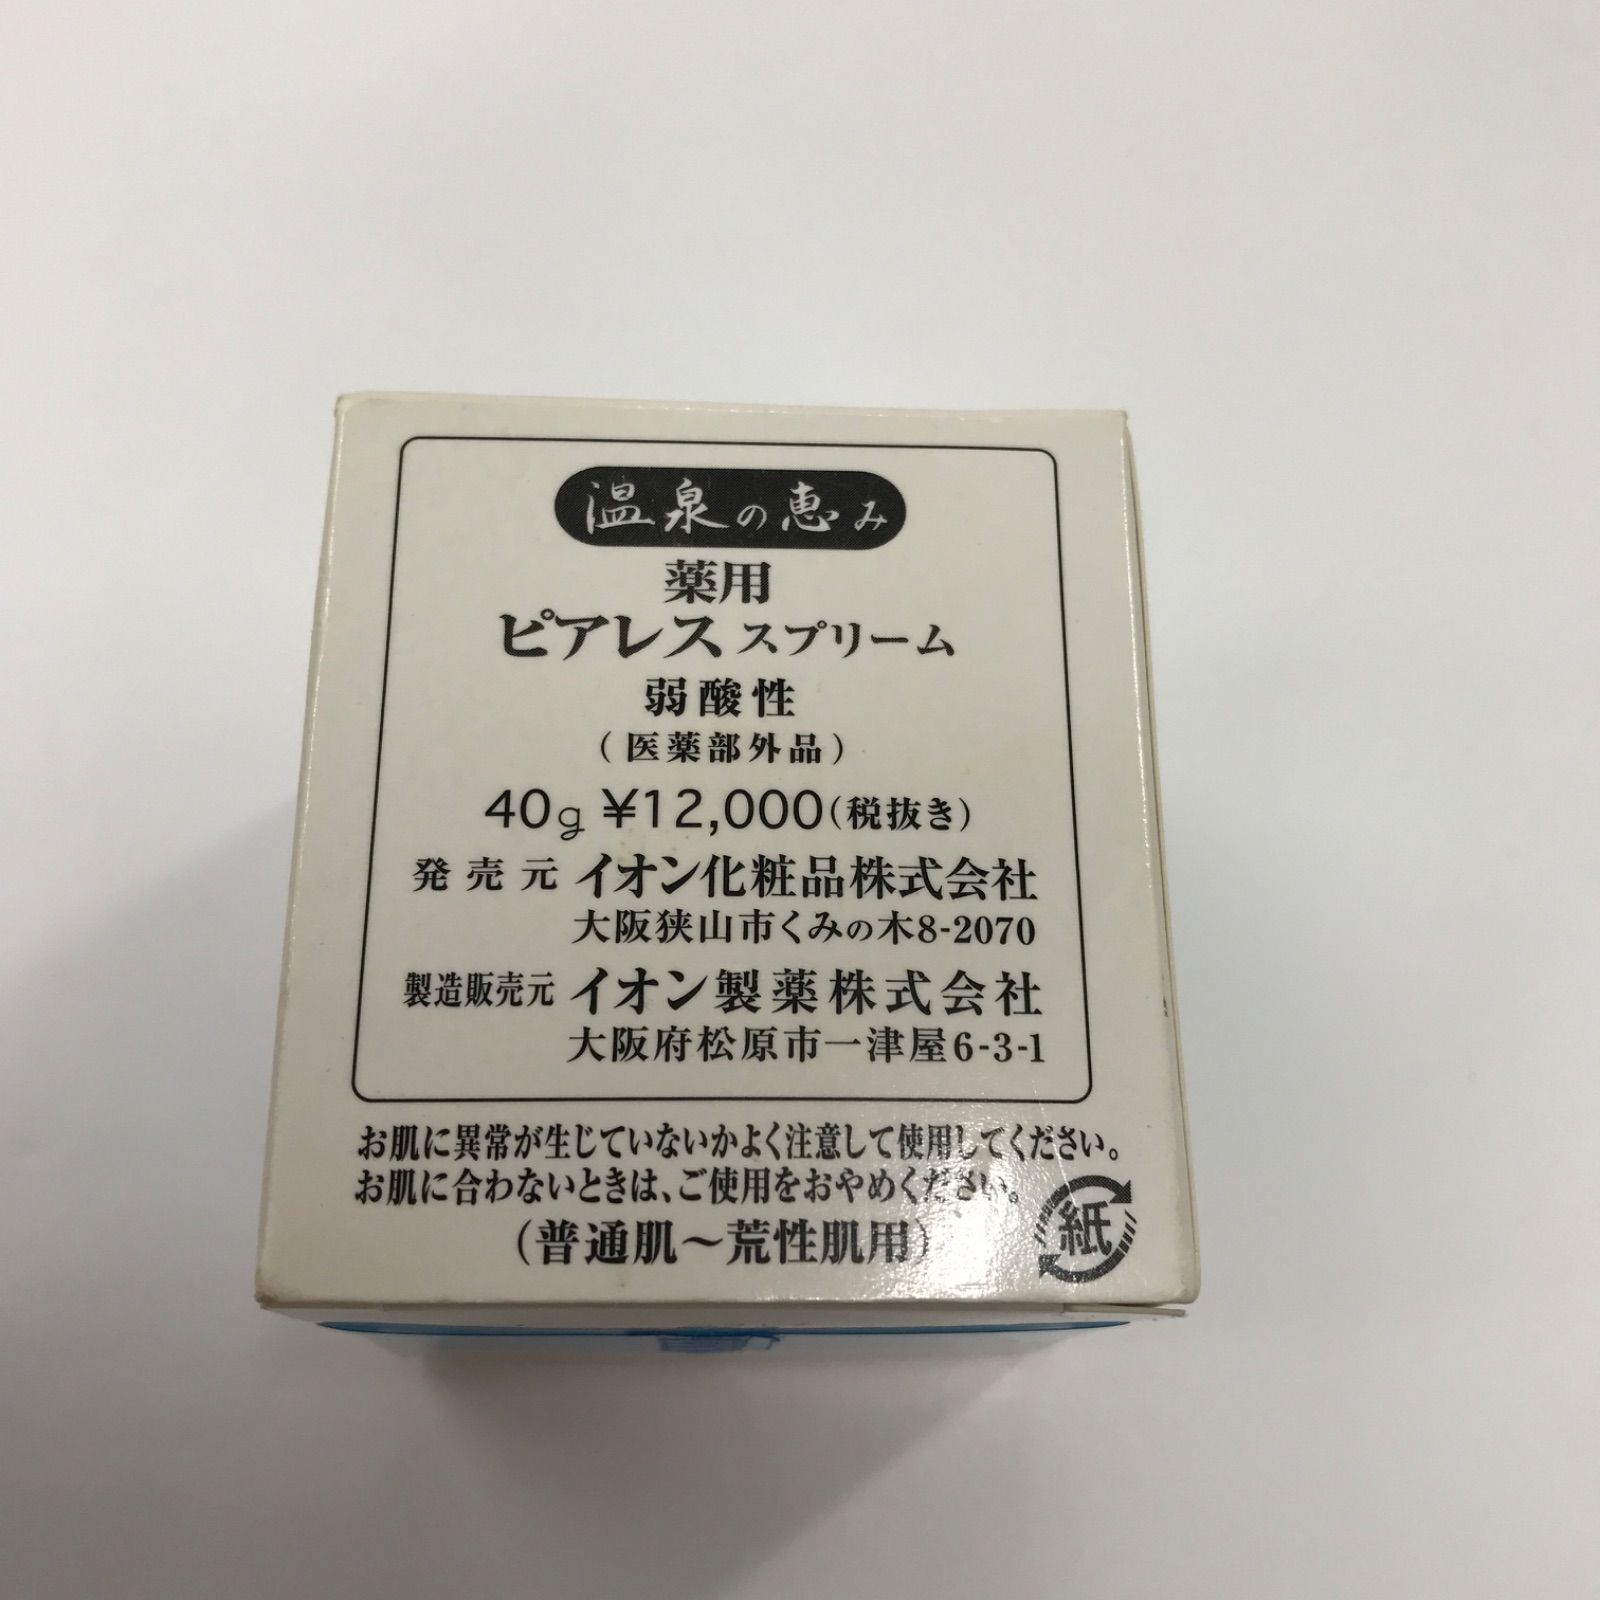 温泉の恵み
薬用
ピアレス スプリーム
弱酸性
(医薬部外品)
40g ¥12,000(税抜き)
発売元 イオン化粧品株式会社
大阪狭山市くみの木8-2070
製造販売元 イオン製薬株式会社
大阪府松原市一津屋6-3-1
お肌に異常が生じていないかよく注意して使用してください。
お肌に合わないときは、ご使用をおやめください。
(普通肌～荒性肌用)
紙